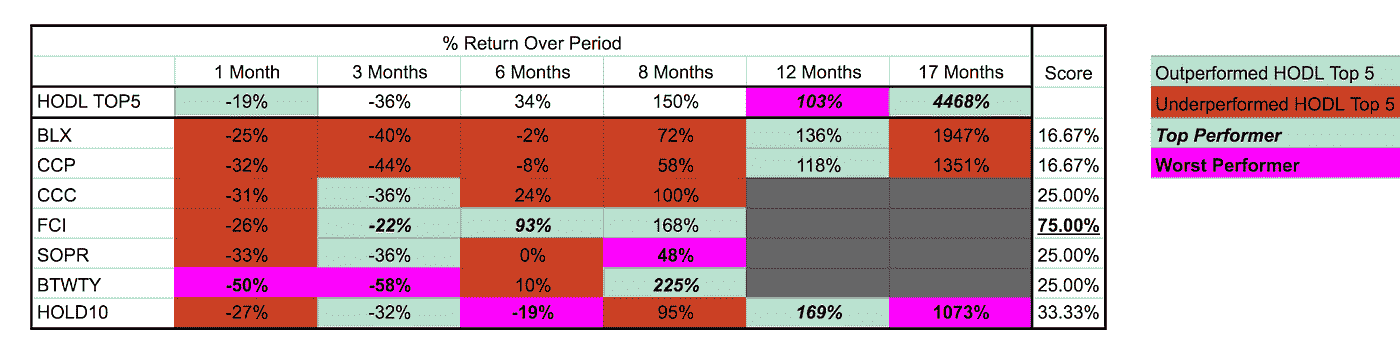 % Return Over Period
1 Month 3 Months 6 Months 8 Months 12 Months 17 Months Score
HODL TOP5 -19% -36% 34% 150% 103% 4468%
BLX -25% -40% -2% 72% 136% 1947% 16.67%
CCP -32% -44% -8% 58% 118% 1351% 16.67%
CCC -31% -36% 24% 100% 25.00%
FCI -26% -22% 93% 168% 75.00%
SOPR -33% -36% 0% 48% 25.00%
BTWTY -50% -58% 10% 225% 25.00%
HOLD10 -27% -32% -19% 95% 169% 1073% 33.33%
Outperformed HODL Top 5
Underperformed HODL Top 5
Top Performer
Worst Performer